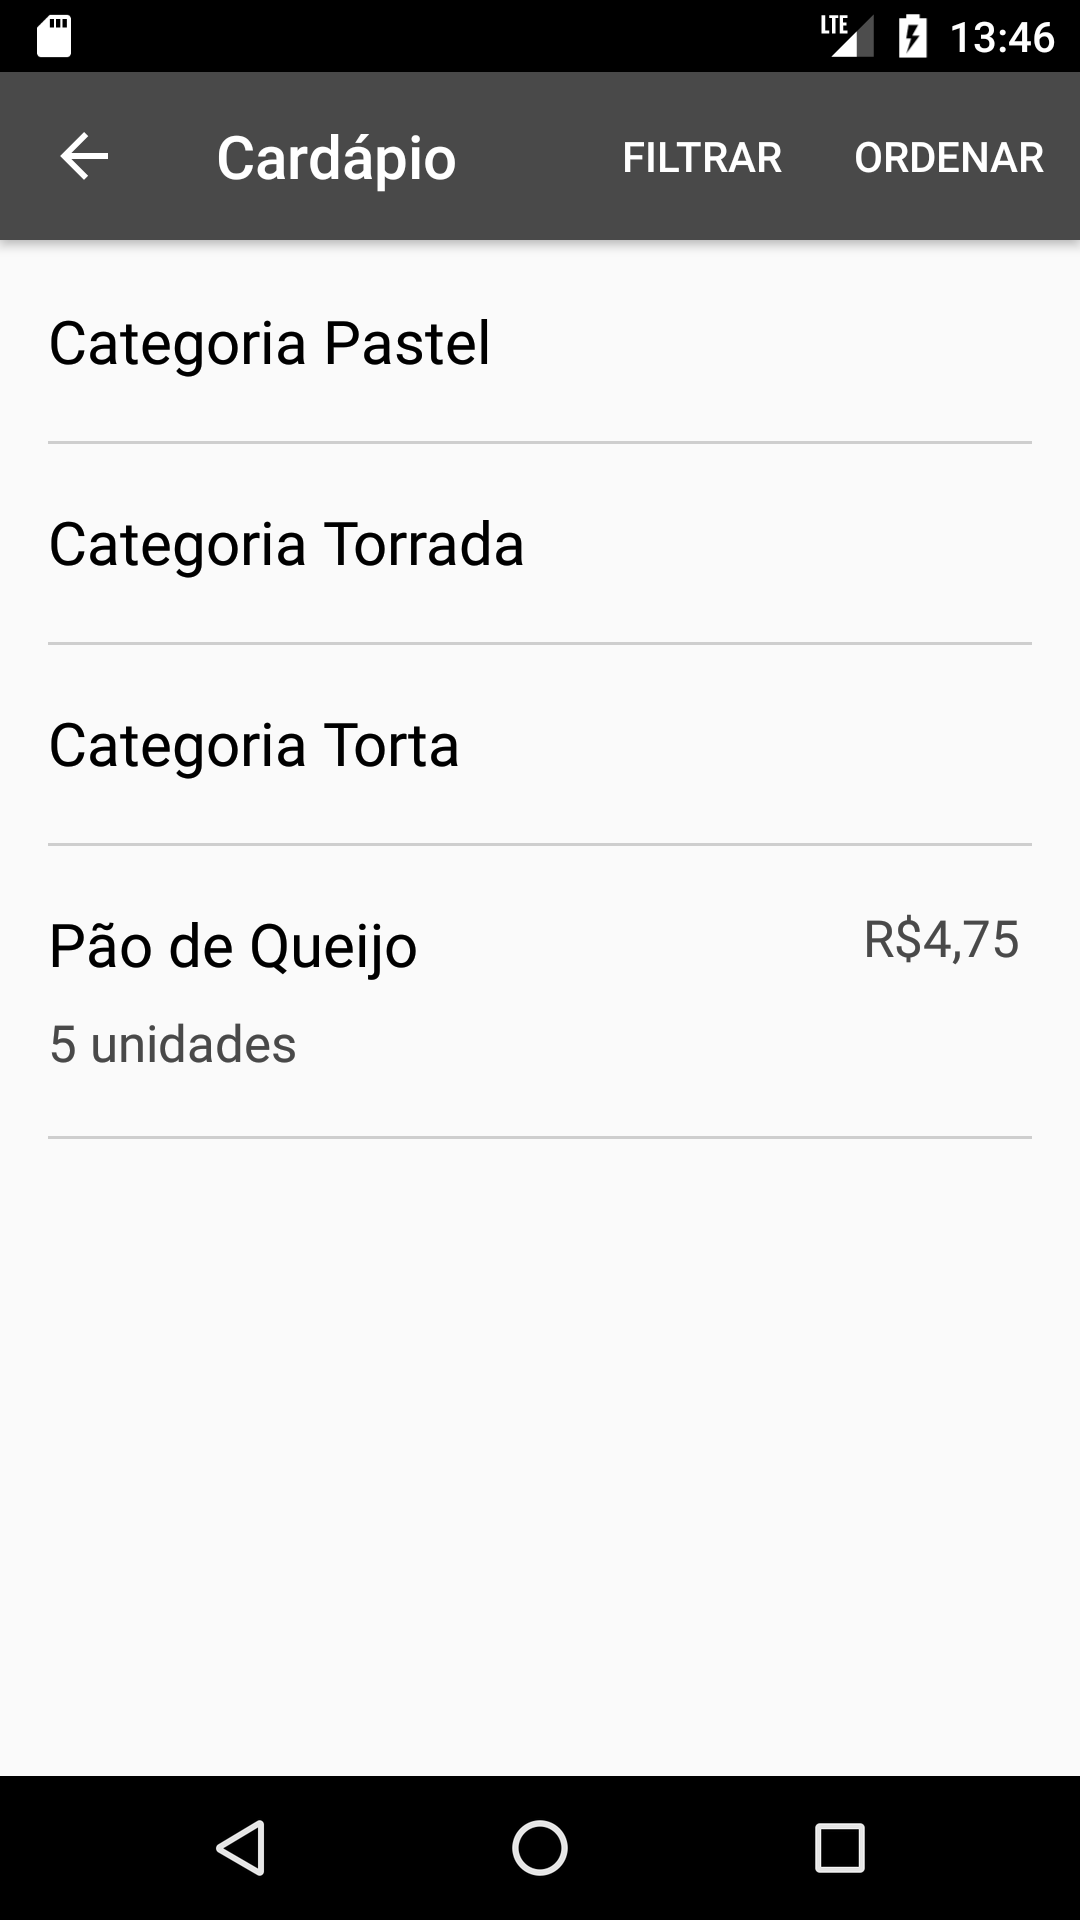 LTE 13:46
Cardápio FILTRAR ORDENAR
Categoria Pastel
Categoria Torrada
Categoria Torta
Pão de Queijo R$4,75
5 unidades